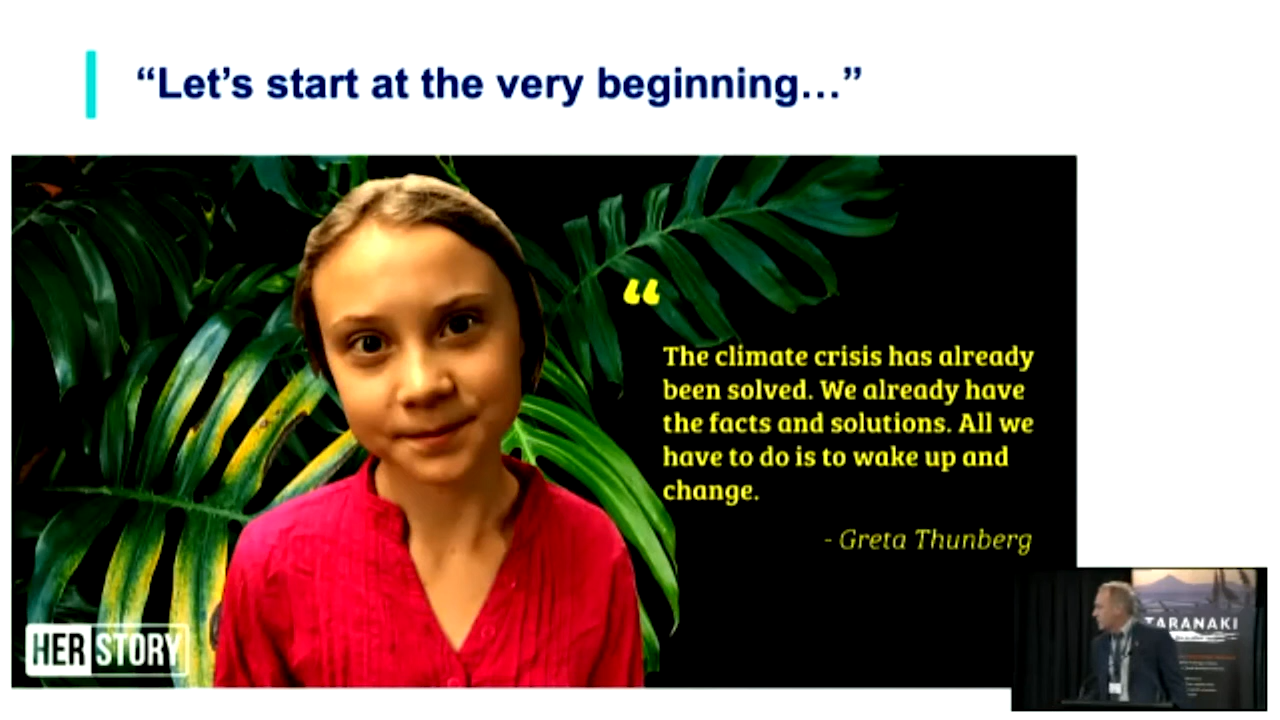 “Let’s start at the very beginning…”
“
The climate crisis has already
been solved. We already have
the facts and solutions. All we
have to do is to wake up and
change.
- Greta Thunberg
HER STORY
TARANAKI